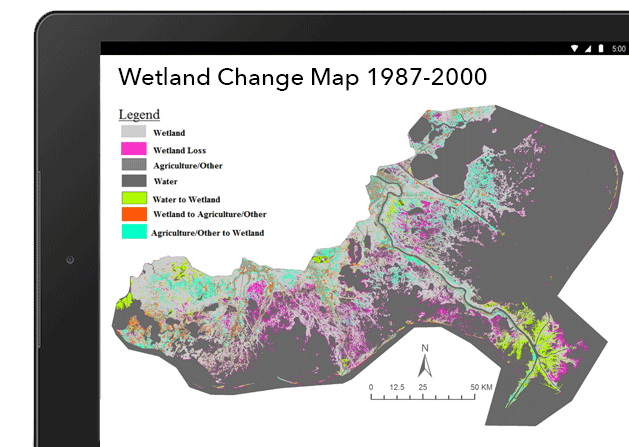 5:00
Wetland Change Map 1987-2000
Legend
Wetland
Wetland Loss
Agriculture/Other
Water
Water to Wetland
Wetland to Agriculture/Other
Agriculture/Other to Wetland
N
0 12.5 25 50 KM